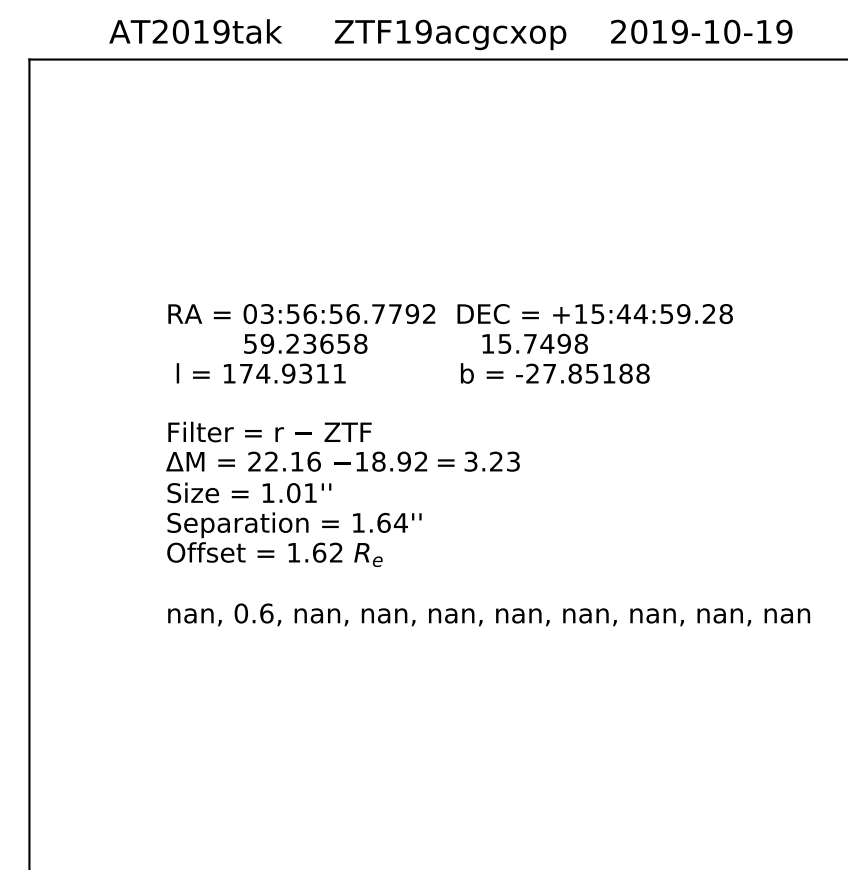 AT2019tak ZTF19acgcxop 2019-10-19
RA = 03:56:56.7792 DEC = +15:44:59.28
59.23658 15.7498
l = 174.9311 b = -27.85188
Filter = r − ZTF
ΔM = 22.16 −18.92 = 3.23
Size = 1.01''
Separation = 1.64''
Offset = 1.62 Re
nan, 0.6, nan, nan, nan, nan, nan, nan, nan, nan